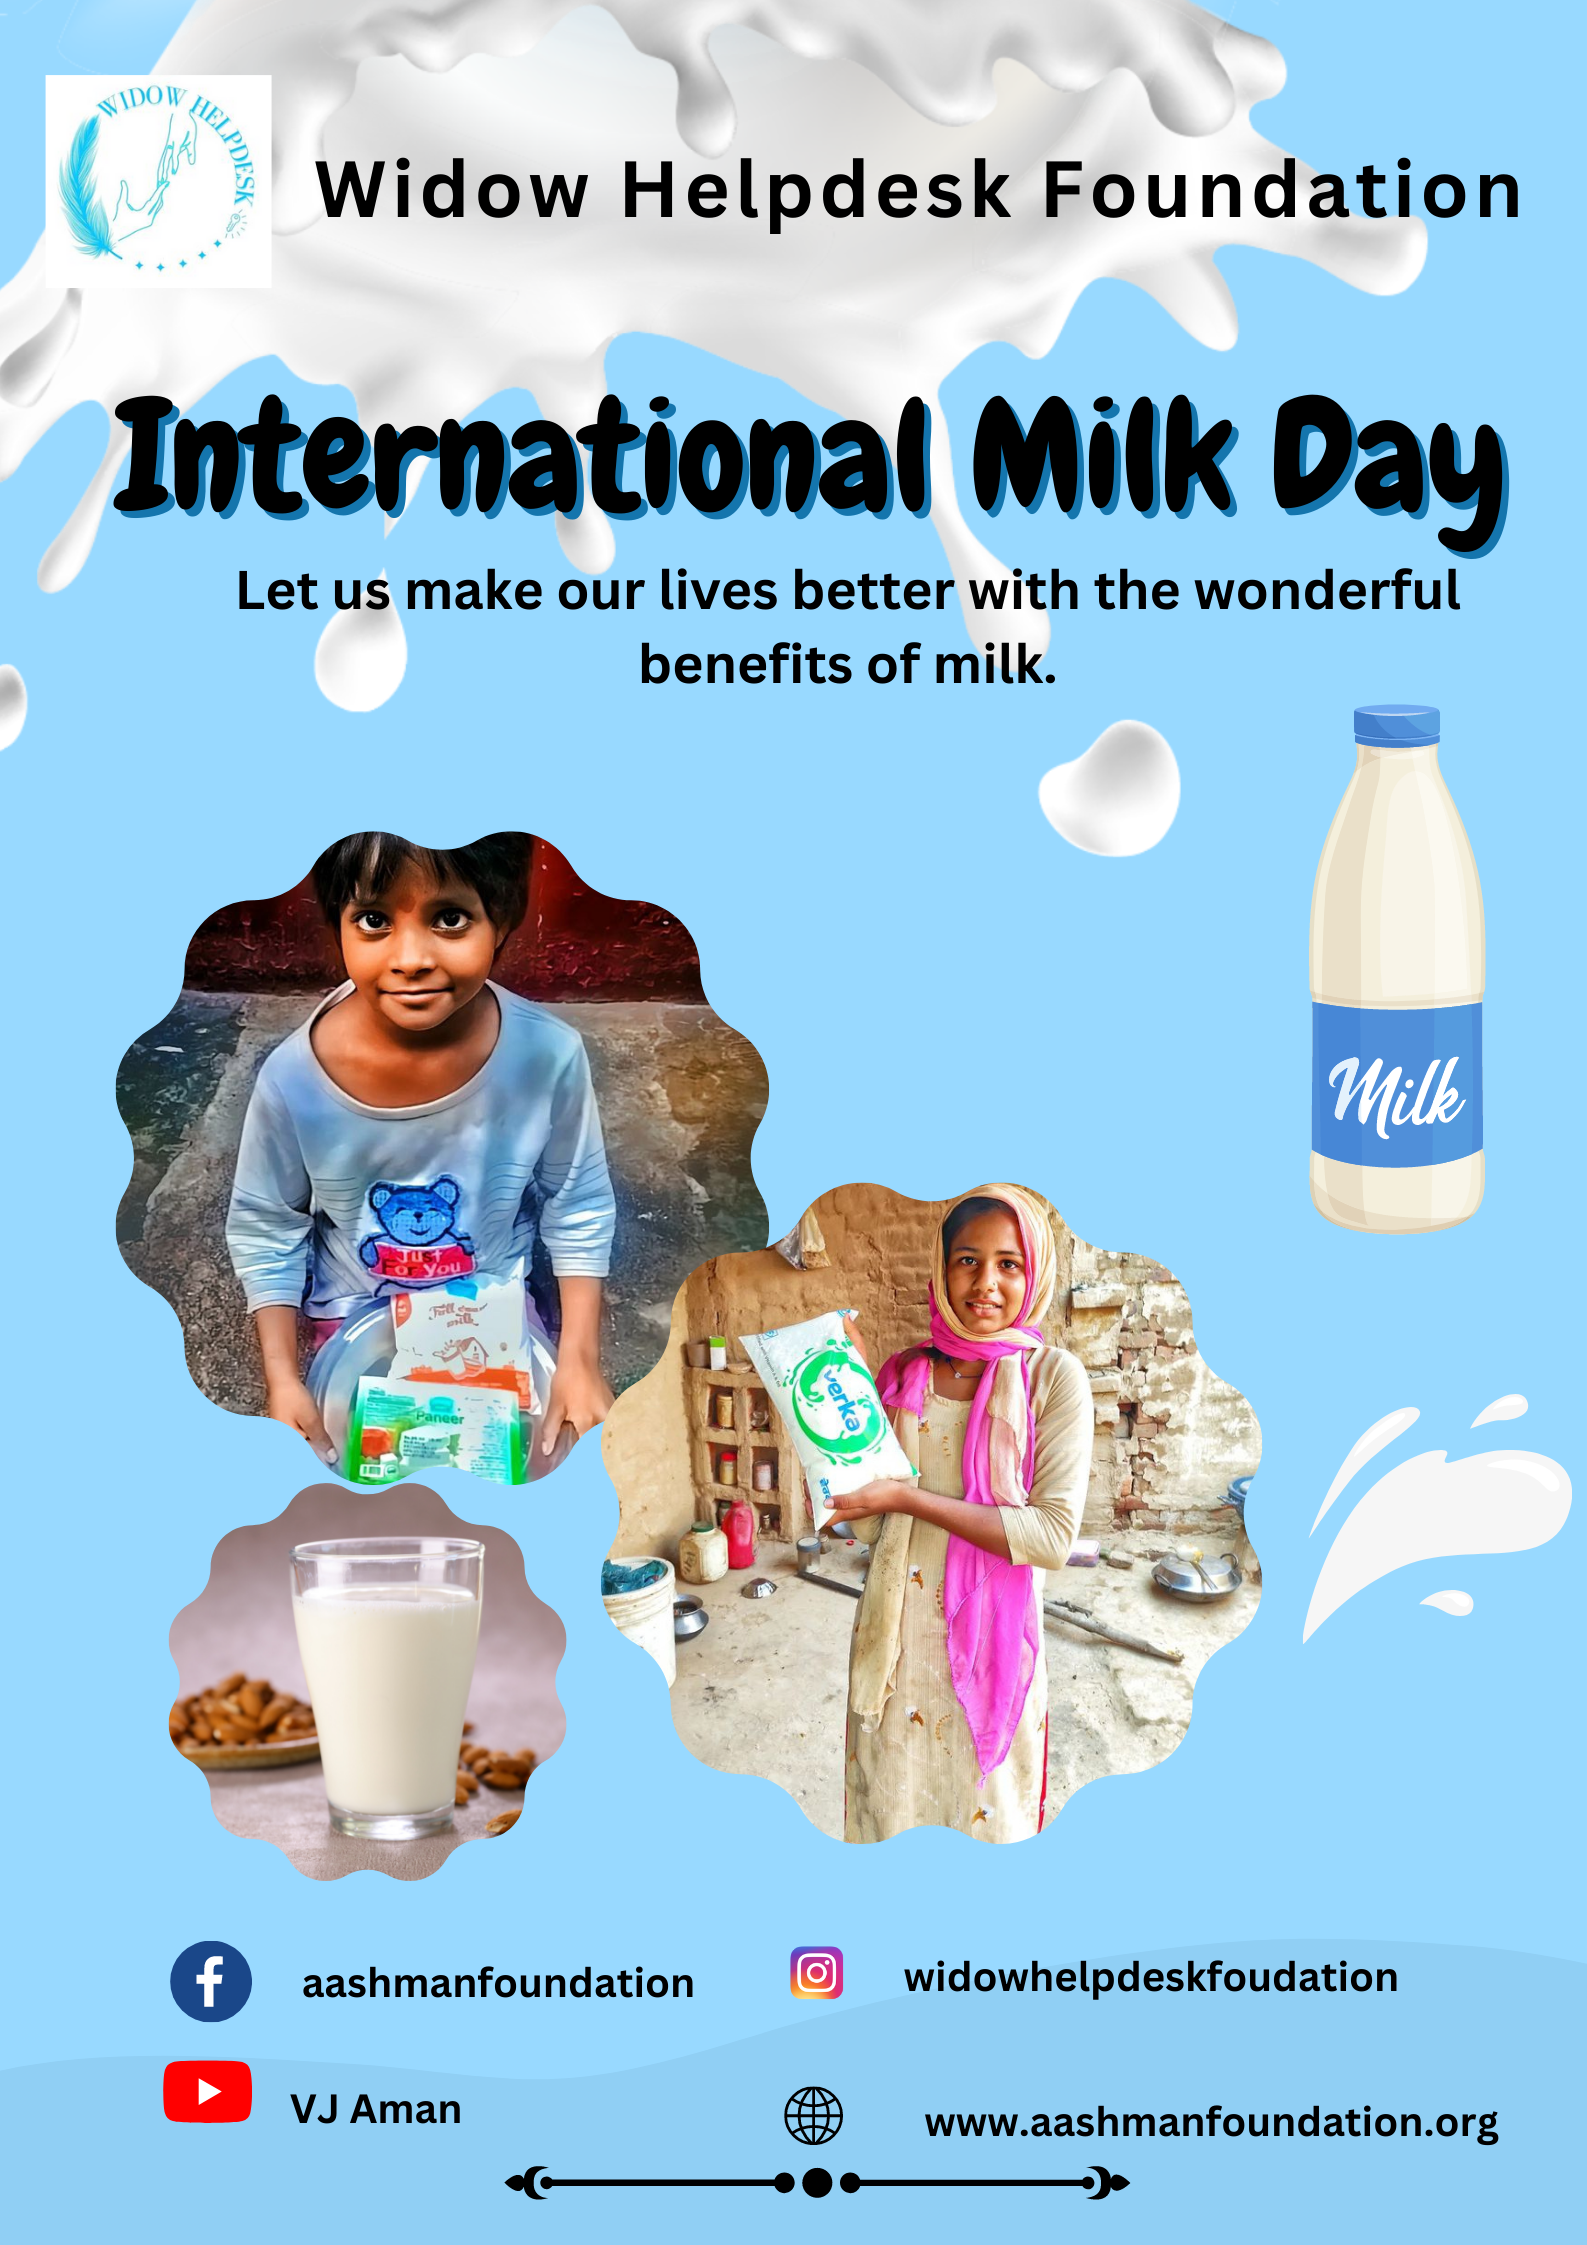 WIDOW HELPDESK
Widow Helpdesk Foundation
International Milk Day
Let us make our lives better with the wonderful
benefits of milk.
Milk
JUST
FOR YOU
milk
Paneer
verka
aashmanfoundation
widowhelpdeskfoudation
VJ Aman
www.aashmanfoundation.org